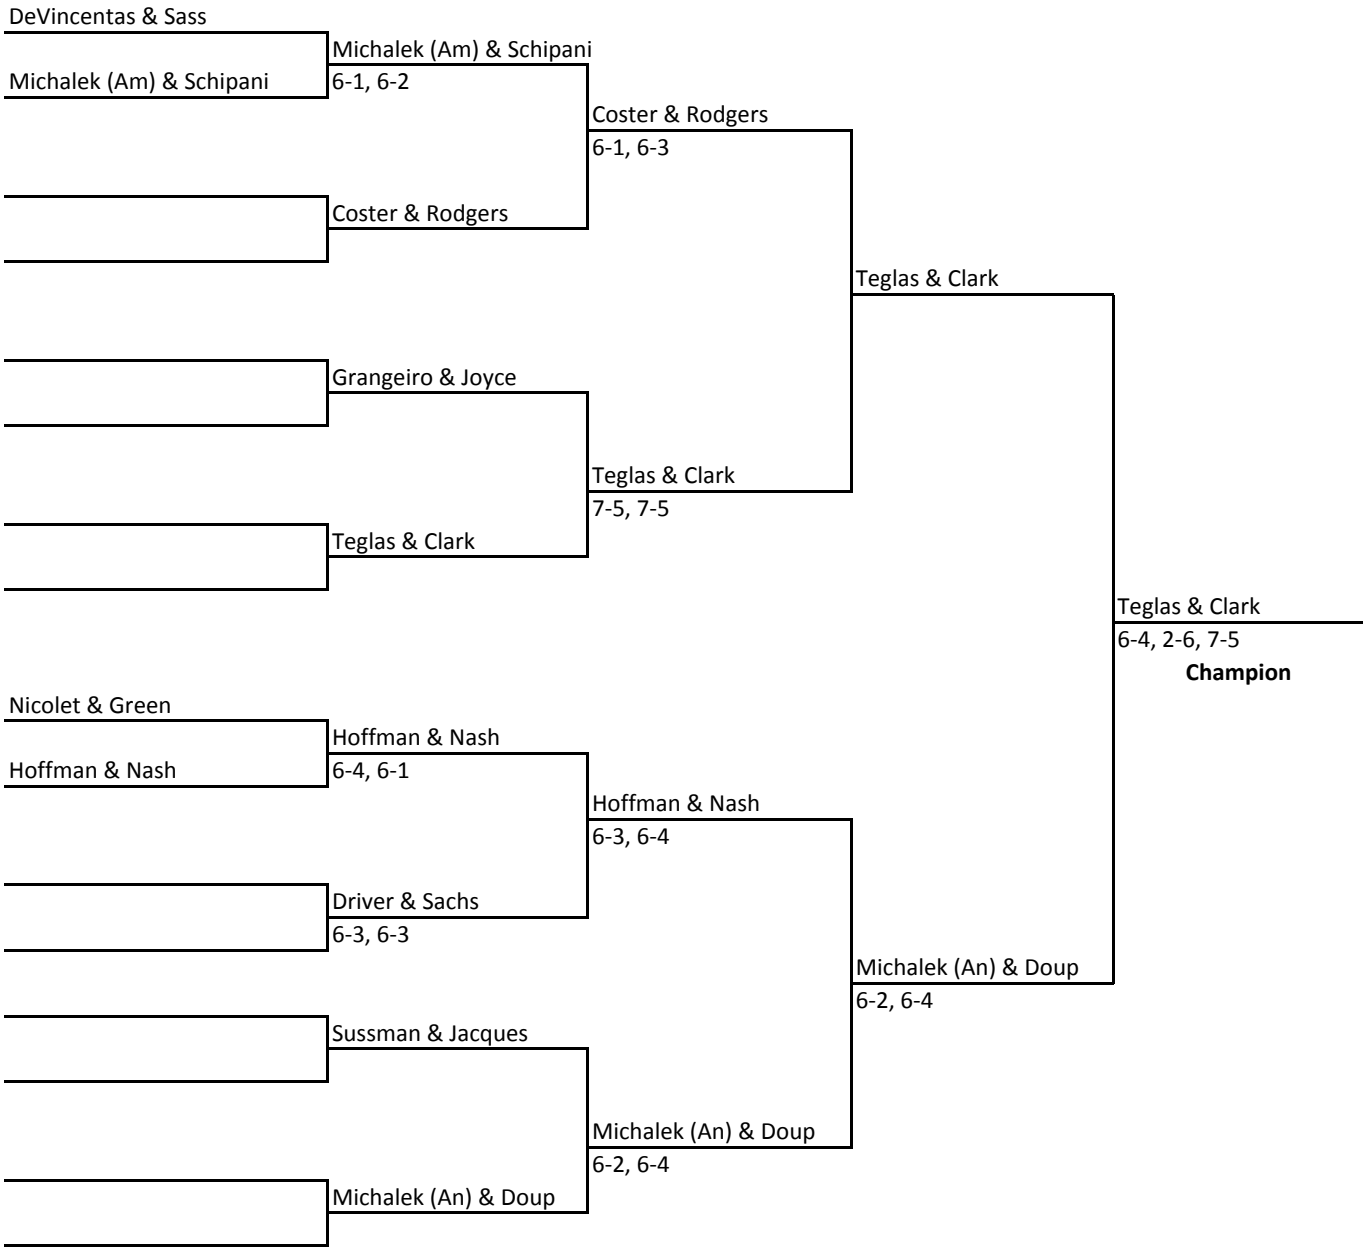 DeVincentas & Sass
Michalek (Am) & Schipani
Michalek (Am) & Schipani
6-1, 6-2
Coster & Rodgers
6-1, 6-3
Coster & Rodgers
Teglas & Clark
Grangeiro & Joyce
Teglas & Clark
7-5, 7-5
Teglas & Clark
Teglas & Clark
6-4, 2-6, 7-5
Champion
Nicolet & Green
Hoffman & Nash
Hoffman & Nash
6-4, 6-1
Hoffman & Nash
6-3, 6-4
Driver & Sachs
6-3, 6-3
Michalek (An) & Doup
6-2, 6-4
Sussman & Jacques
Michalek (An) & Doup
6-2, 6-4
Michalek (An) & Doup